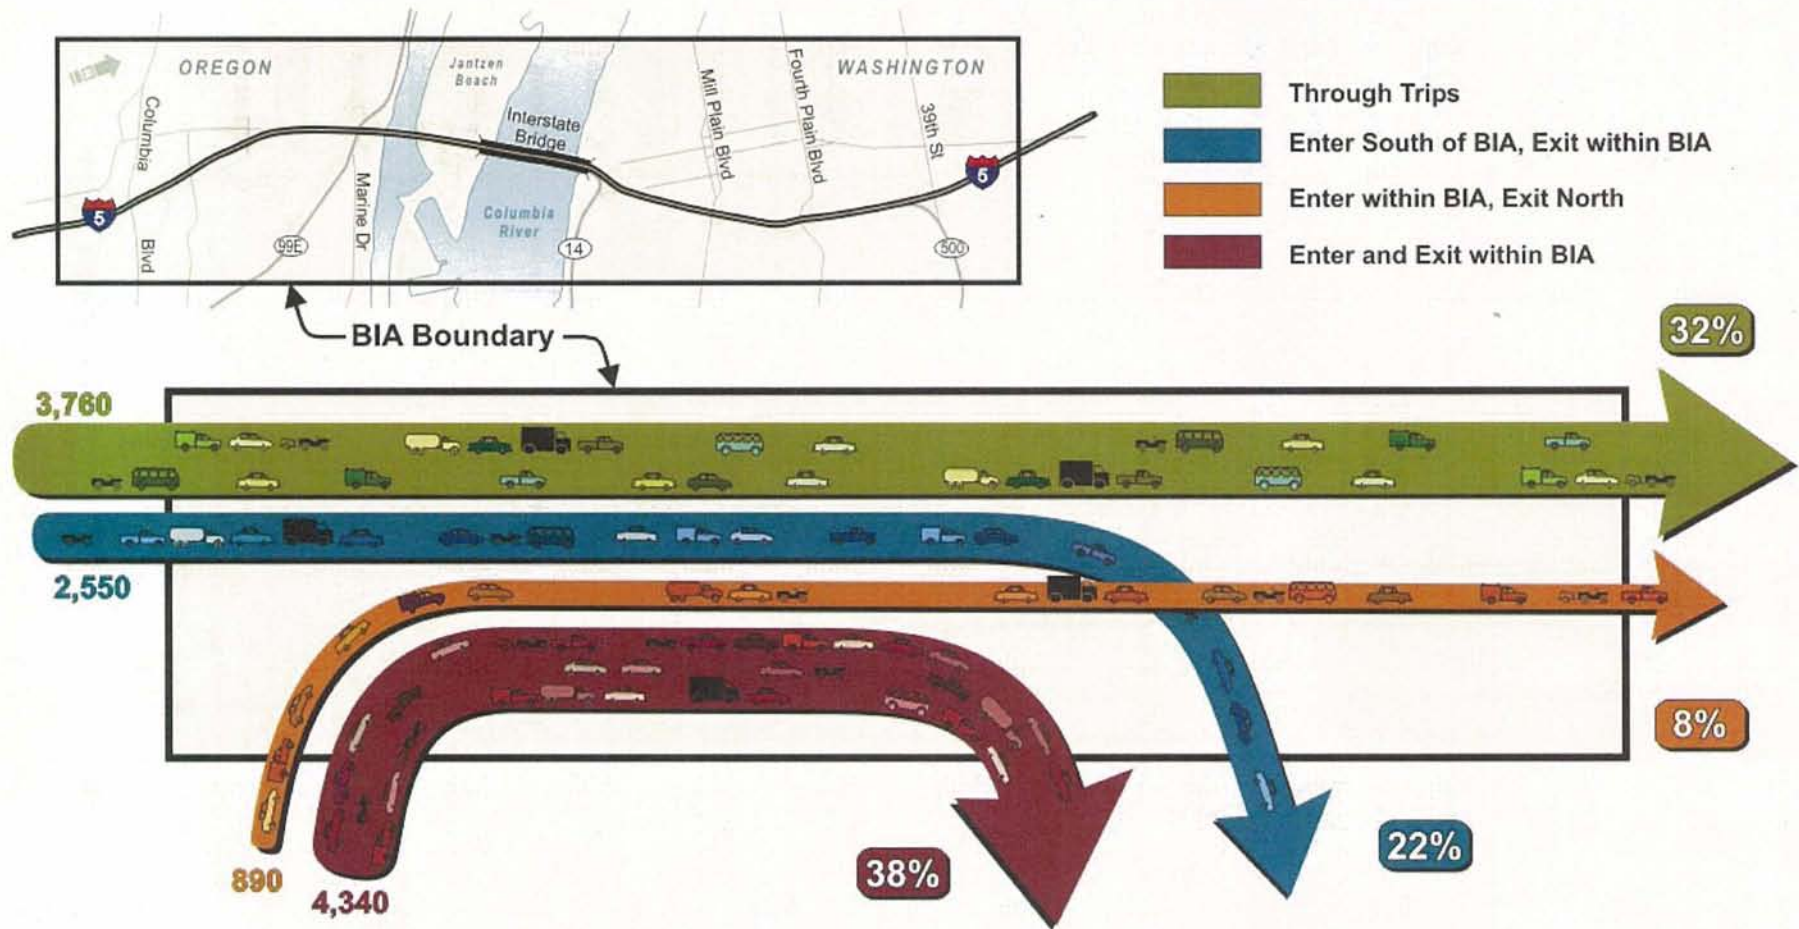 OREGON
Jantzen
Beach
WASHINGTON
Interstate
Bridge
Columbia
Blvd
Marine Dr
Mill Plain Blvd
Fourth Plain Blvd
39th St
Columbia
River
5
5
99E
14
500
Through Trips
Enter South of BIA, Exit within BIA
Enter within BIA, Exit North
Enter and Exit within BIA
BIA Boundary
32%
3,760
2,550
8%
22%
38%
890
4,340